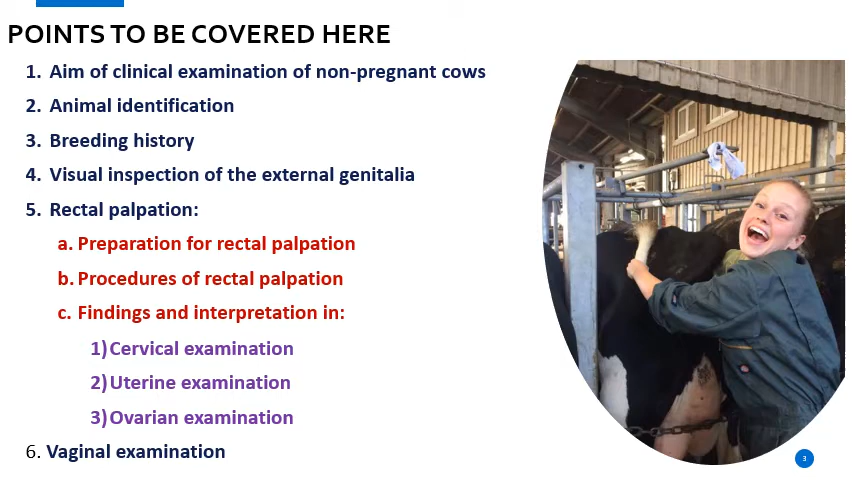 POINTS TO BE COVERED HERE
1. Aim of clinical examination of non-pregnant cows
2. Animal identification
3. Breeding history
4. Visual inspection of the external genitalia
5. Rectal palpation:
a. Preparation for rectal palpation
b. Procedures of rectal palpation
c. Findings and interpretation in:
1) Cervical examination
2) Uterine examination
3) Ovarian examination
6. Vaginal examination
3